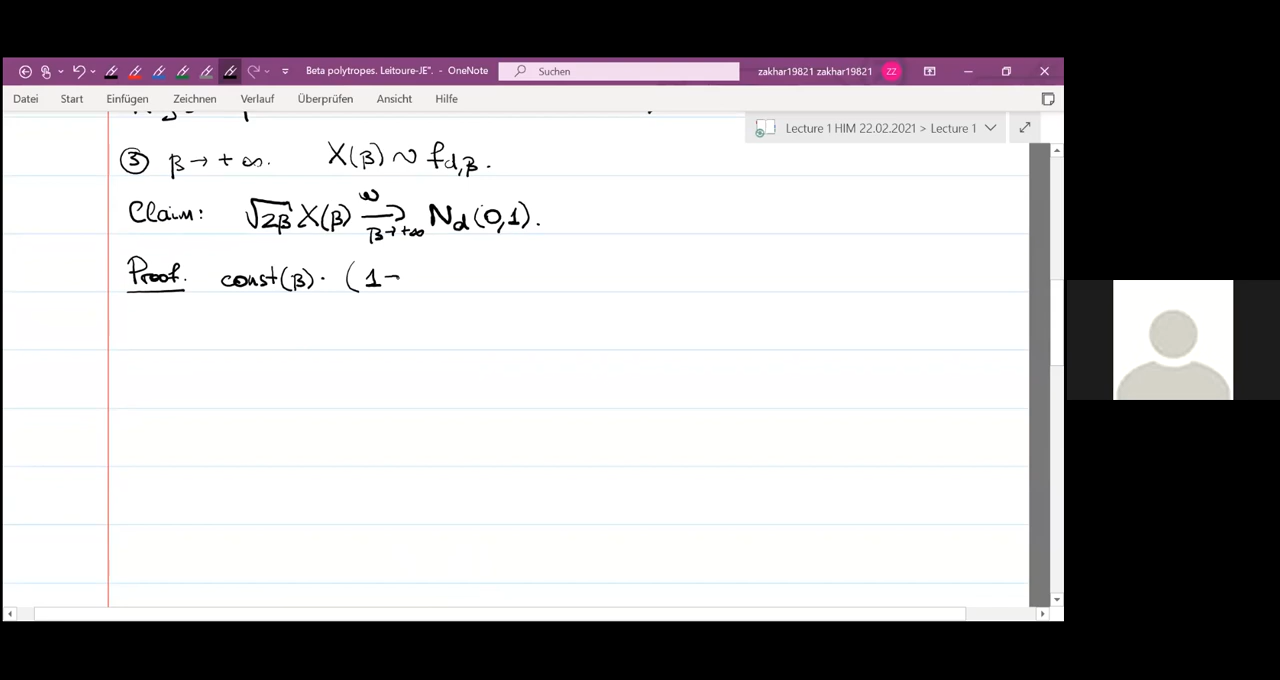 Beta polytopes. Leitoure-JE". - OneNote
Suchen
zakhar19821 zakhar19821 ZZ
Datei Start Einfügen Zeichnen Verlauf Überprüfen Ansicht Hilfe
Lecture 1 HIM 22.02.2021 > Lecture 1
③ β → + ∞. X(β) ~ f_{d,β}.
Claim: √2β X(β) →^{w}_{β→+∞} N_d(0,1).
Proof. const(β) · (1-